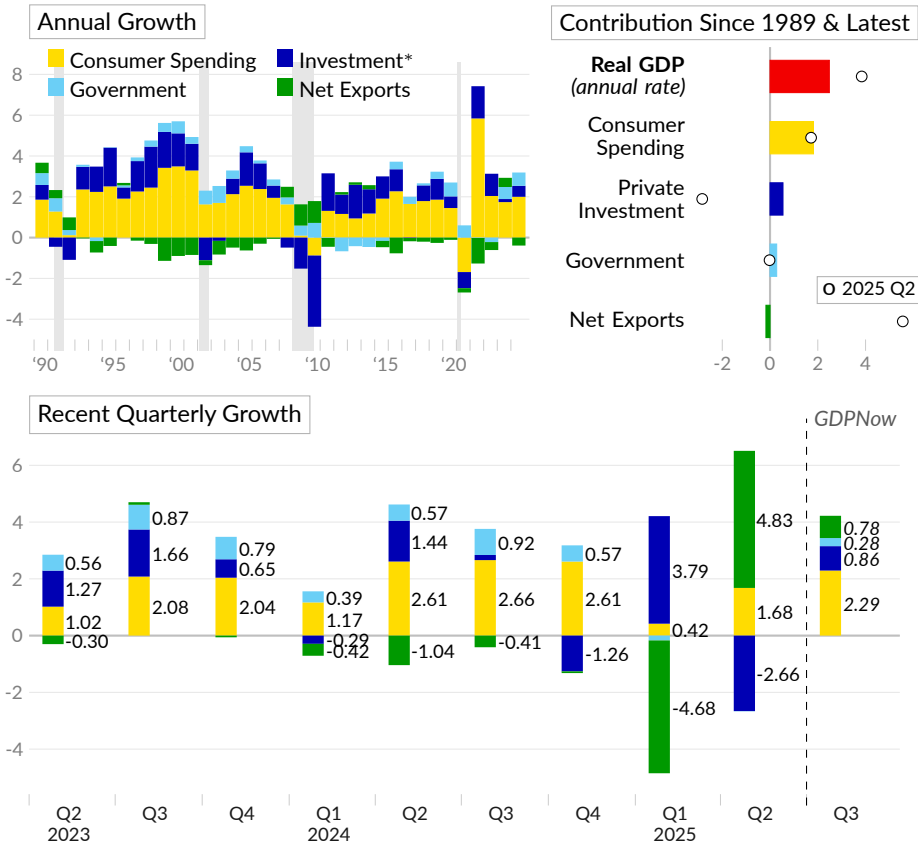 Annual Growth
Consumer Spending
Investment*
Government
Net Exports
8
6
4
2
0
-2
-4
'90
'95
'00
'05
'10
'15
'20
Contribution Since 1989 & Latest
Real GDP
(annual rate)
Consumer
Spending
Private
Investment
Government
Net Exports
2025 Q2
-2
0
2
4
Recent Quarterly Growth
GDPNow
6
4
2
0
-2
-4
0.56
1.27
1.02
-0.30
0.87
1.66
2.08
0.79
0.65
2.04
0.39
1.17
-0.29
-0.42
0.57
1.44
2.61
-1.04
0.92
2.66
-0.41
0.57
2.61
-1.26
3.79
0.42
-4.68
4.83
1.68
-2.66
0.78
0.28
0.86
2.29
Q2
2023
Q3
Q4
Q1
2024
Q2
Q3
Q4
Q1
2025
Q2
Q3